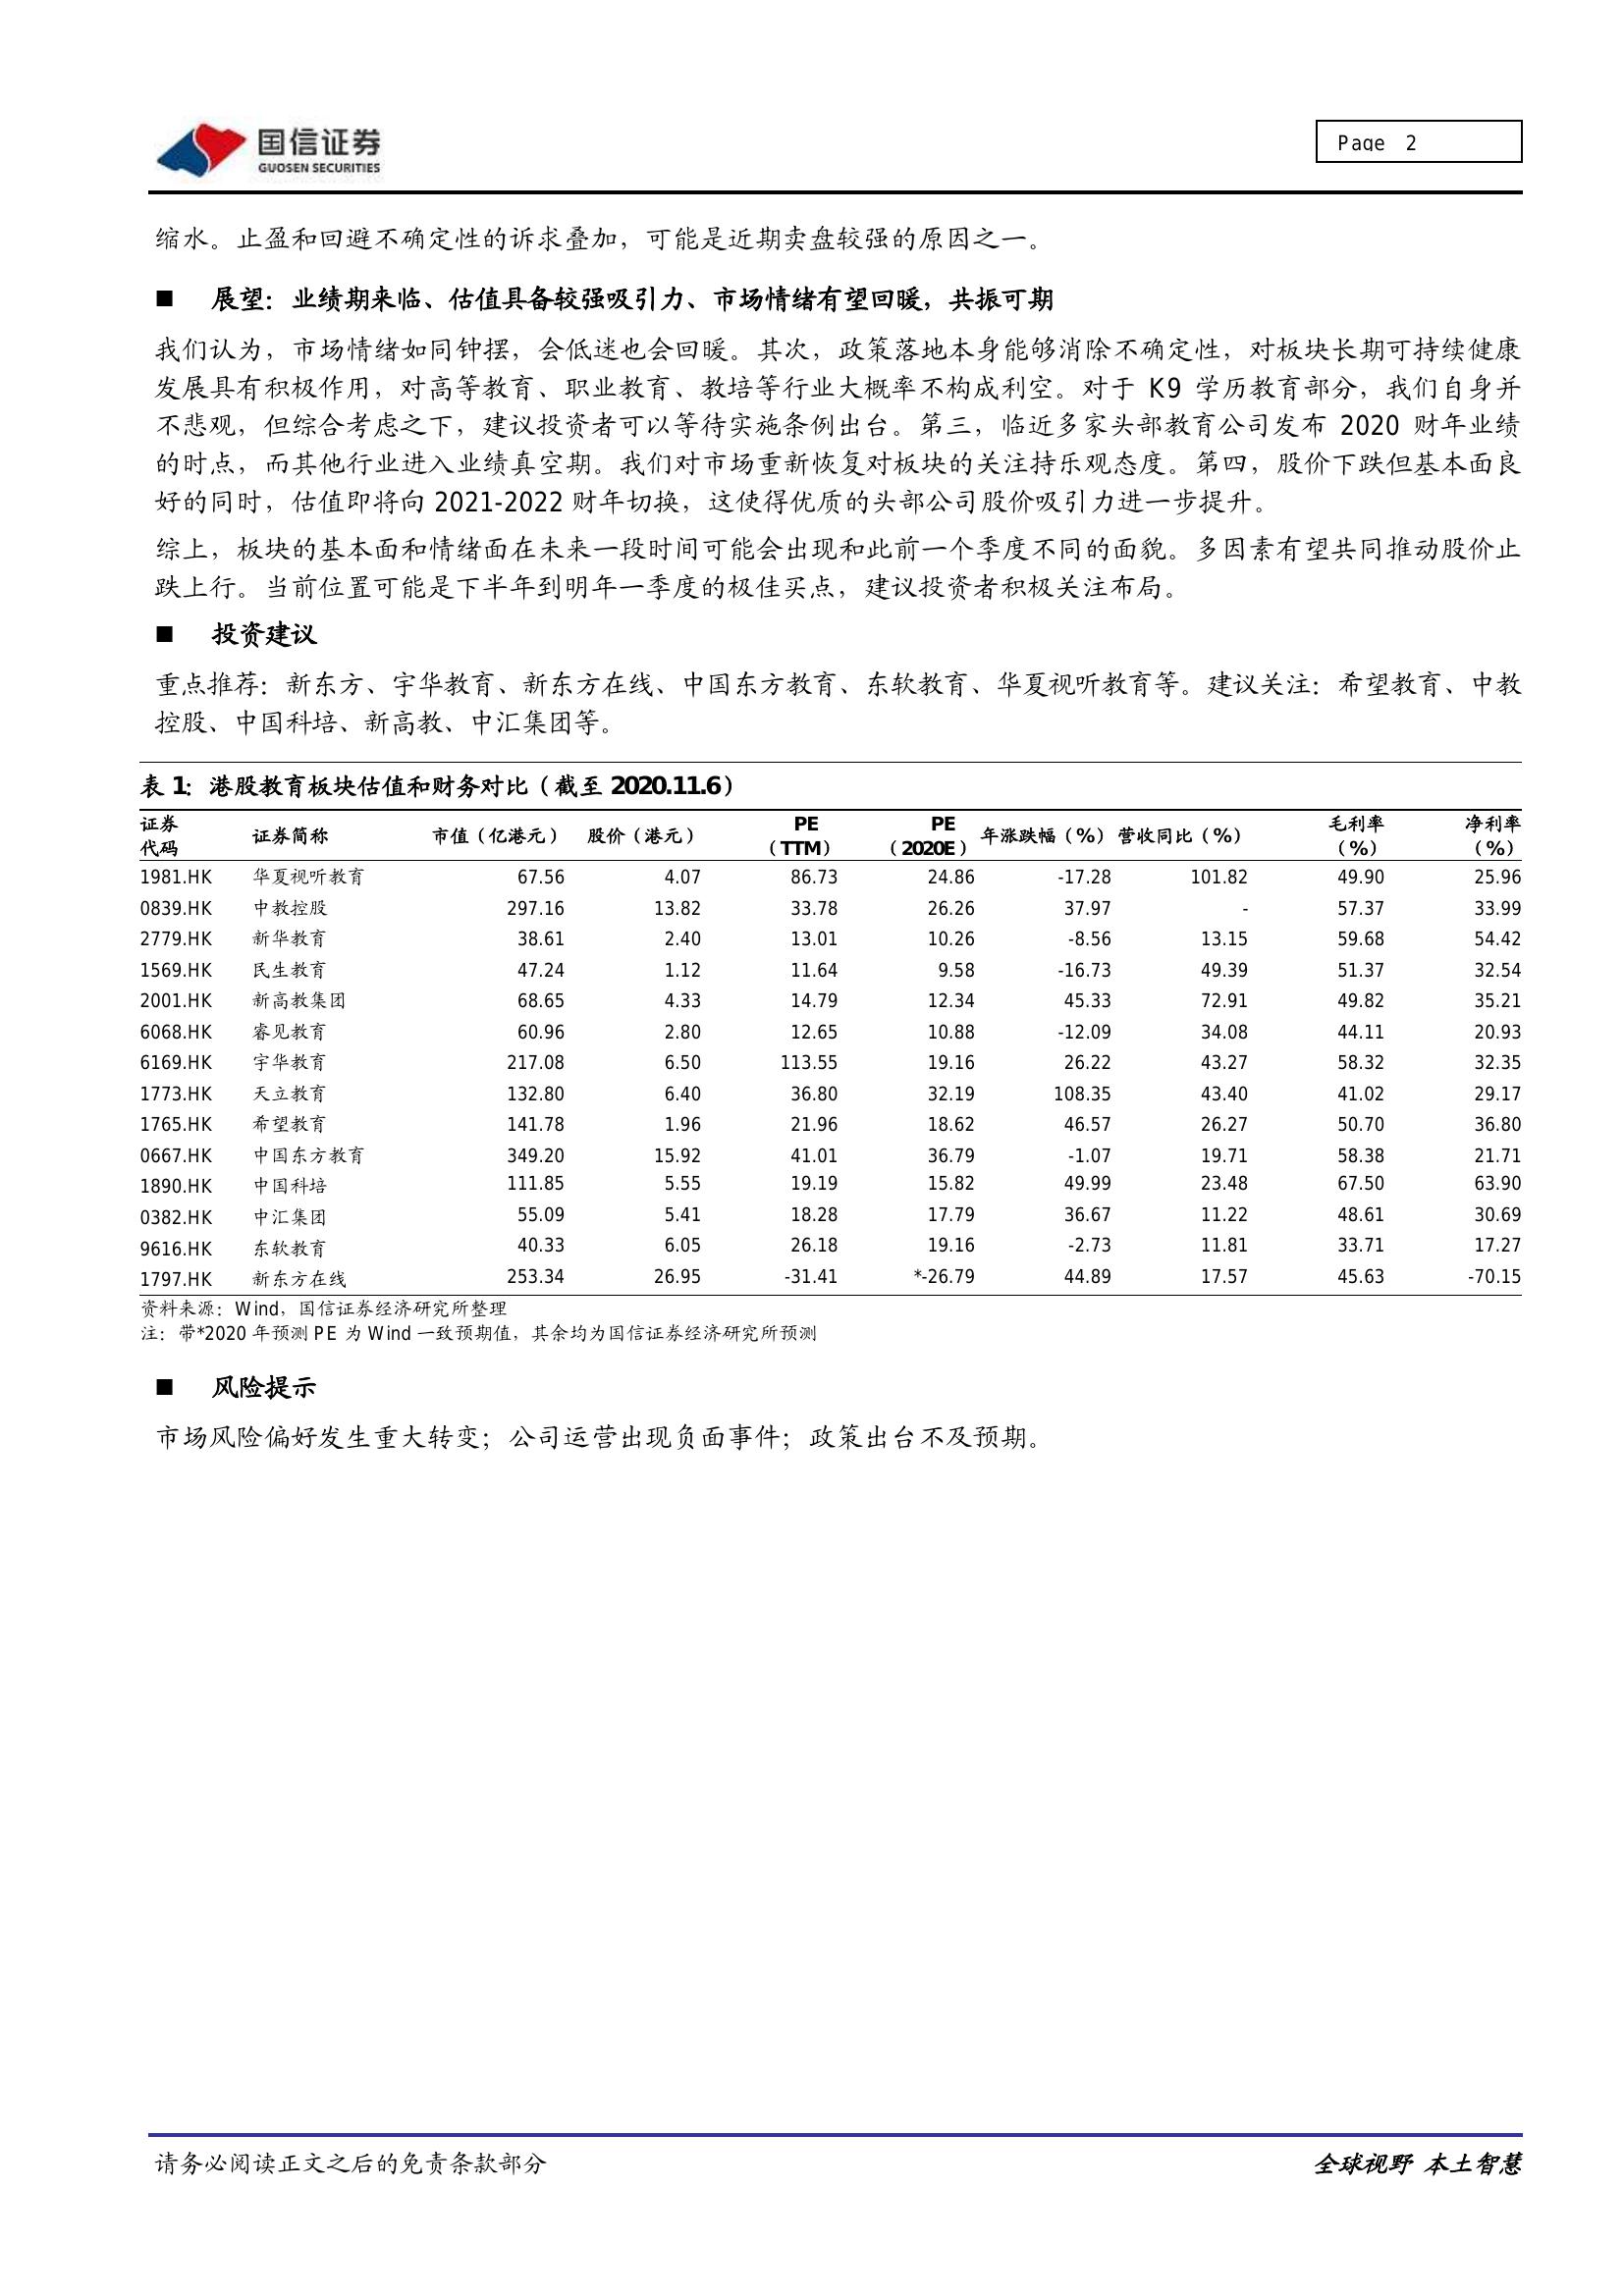 国信证券
GUOSEN SECURITIES
Page 2
缩水。止盈和回避不确定性的诉求叠加，可能是近期卖盘较强的原因之一。
■ 展望：业绩期来临、估值具备较强吸引力、市场情绪有望回暖，共振可期
我们认为，市场情绪如同钟摆，会低迷也会回暖。其次，政策落地本身能够消除不确定性，对板块长期可持续健康
发展具有积极作用，对高等教育、职业教育、教培等行业大概率不构成利空。对于 K9 学历教育部分，我们自身并
不悲观，但综合考虑之下，建议投资者可以等待实施条例出台。第三，临近多家头部教育公司发布 2020 财年业绩
的时点，而其他行业进入业绩真空期。我们对市场重新恢复对板块的关注持乐观态度。第四，股价下跌但基本面良
好的同时，估值即将向 2021-2022 财年切换，这使得优质的头部公司股价吸引力进一步提升。
综上，板块的基本面和情绪面在未来一段时间可能会出现和此前一个季度不同的面貌。多因素有望共同推动股价止
跌上行。当前位置可能是下半年到明年一季度的极佳买点，建议投资者积极关注布局。
■ 投资建议
重点推荐：新东方、宇华教育、新东方在线、中国东方教育、东软教育、华夏视听教育等。建议关注：希望教育、中教
控股、中国科培、新高教、中汇集团等。
表 1：港股教育板块估值和财务对比（截至 2020.11.6）
证券代码 证券简称 市值（亿港元） 股价（港元） PE（TTM） PE（2020E） 年涨跌幅（%） 营收同比（%） 毛利率（%） 净利率（%）
1981.HK 华夏视听教育 67.56 4.07 86.73 24.86 -17.28 101.82 49.90 25.96
0839.HK 中教控股 297.16 13.82 33.78 26.26 37.97 - 57.37 33.99
2779.HK 新华教育 38.61 2.40 13.01 10.26 -8.56 13.15 59.68 54.42
1569.HK 民生教育 47.24 1.12 11.64 9.58 -16.73 49.39 51.37 32.54
2001.HK 新高教集团 68.65 4.33 14.79 12.34 45.33 72.91 49.82 35.21
6068.HK 睿见教育 60.96 2.80 12.65 10.88 -12.09 34.08 44.11 20.93
6169.HK 宇华教育 217.08 6.50 113.55 19.16 26.22 43.27 58.32 32.35
1773.HK 天立教育 132.80 6.40 36.80 32.19 108.35 43.40 41.02 29.17
1765.HK 希望教育 141.78 1.96 21.96 18.62 46.57 26.27 50.70 36.80
0667.HK 中国东方教育 349.20 15.92 41.01 36.79 -1.07 19.71 58.38 21.71
1890.HK 中国科培 111.85 5.55 19.19 15.82 49.99 23.48 67.50 63.90
0382.HK 中汇集团 55.09 5.41 18.28 17.79 36.67 11.22 48.61 30.69
9616.HK 东软教育 40.33 6.05 26.18 19.16 -2.73 11.81 33.71 17.27
1797.HK 新东方在线 253.34 26.95 -31.41 *-26.79 44.89 17.57 45.63 -70.15
资料来源：Wind，国信证券经济研究所整理
注：带*2020 年预测 PE 为 Wind 一致预期值，其余均为国信证券经济研究所预测
■ 风险提示
市场风险偏好发生重大转变；公司运营出现负面事件；政策出台不及预期。
请务必阅读正文之后的免责条款部分
全球视野 本土智慧